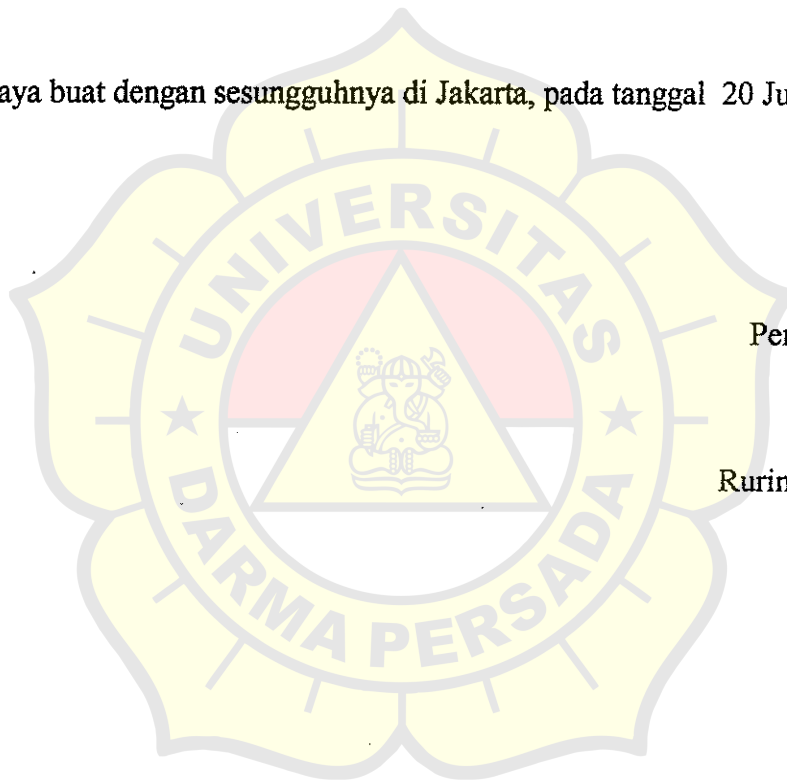 aya buat dengan sesungguhnya di Jakarta, pada tanggal 20 Ju
UNIVERSITAS
Per
Rurin
DARMA PERSADA